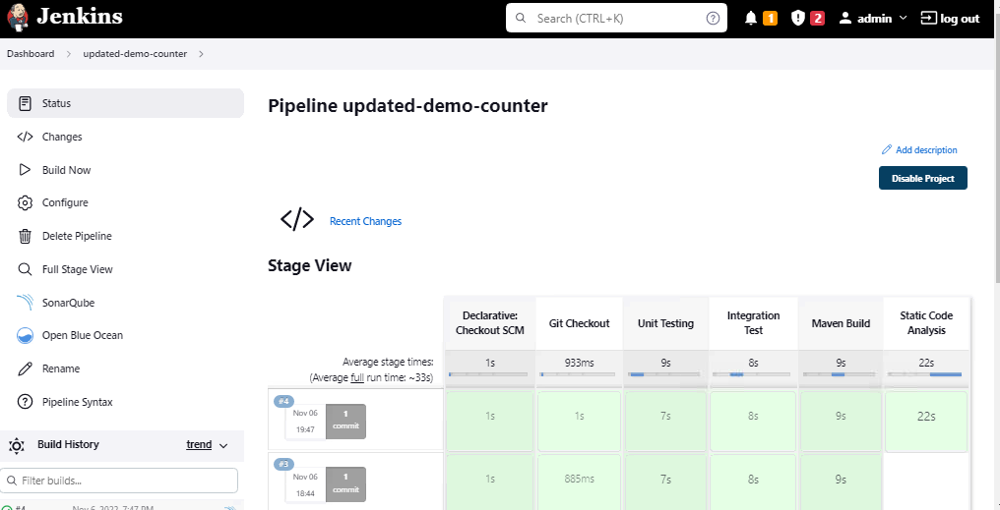 Jenkins
Search (CTRL+K)
?
1
2
admin
log out
Dashboard
updated-demo-counter
Status
Changes
Build Now
Configure
Delete Pipeline
Full Stage View
SonarQube
Open Blue Ocean
Rename
Pipeline Syntax
Build History
trend
Filter builds...
#4
Nov 6, 2022, 7:47 PM
Pipeline updated-demo-counter
Add description
Disable Project
</> Recent Changes
Stage View
Declarative: Checkout SCM
Git Checkout
Unit Testing
Integration Test
Maven Build
Static Code Analysis
Average stage times:
(Average full run time: ~33s)
1s
933ms
9s
8s
9s
22s
#4
Nov 06
19:47
1
commit
1s
1s
7s
8s
9s
22s
#3
Nov 06
18:44
1
commit
1s
885ms
7s
8s
9s